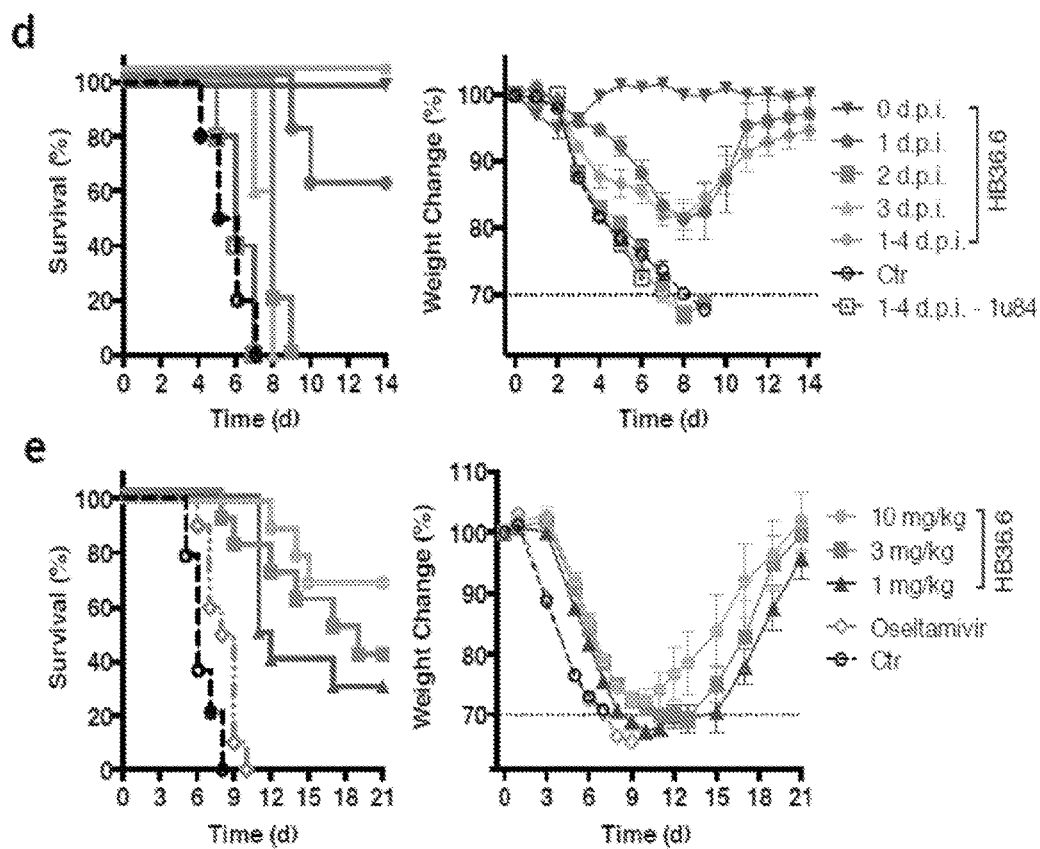 d
Survival (%)
100
80
60
40
20
0
0 2 4 6 8 10 12 14
Time (d)
Weight Change (%)
100
90
80
70
0 2 4 6 8 10 12 14
Time (d)
0 d.p.i.
1 d.p.i.
2 d.p.i.
3 d.p.i.
1-4 d.p.i.
HB36.6
Ctr
1-4 d.p.i. - 1u84
e
Survival (%)
100
80
60
40
20
0
0 3 6 9 12 15 18 21
Time (d)
Weight Change (%)
110
100
90
80
70
0 3 6 9 12 15 18 21
Time (d)
10 mg/kg
3 mg/kg
1 mg/kg
HB36.6
Oseltamivir
Ctr